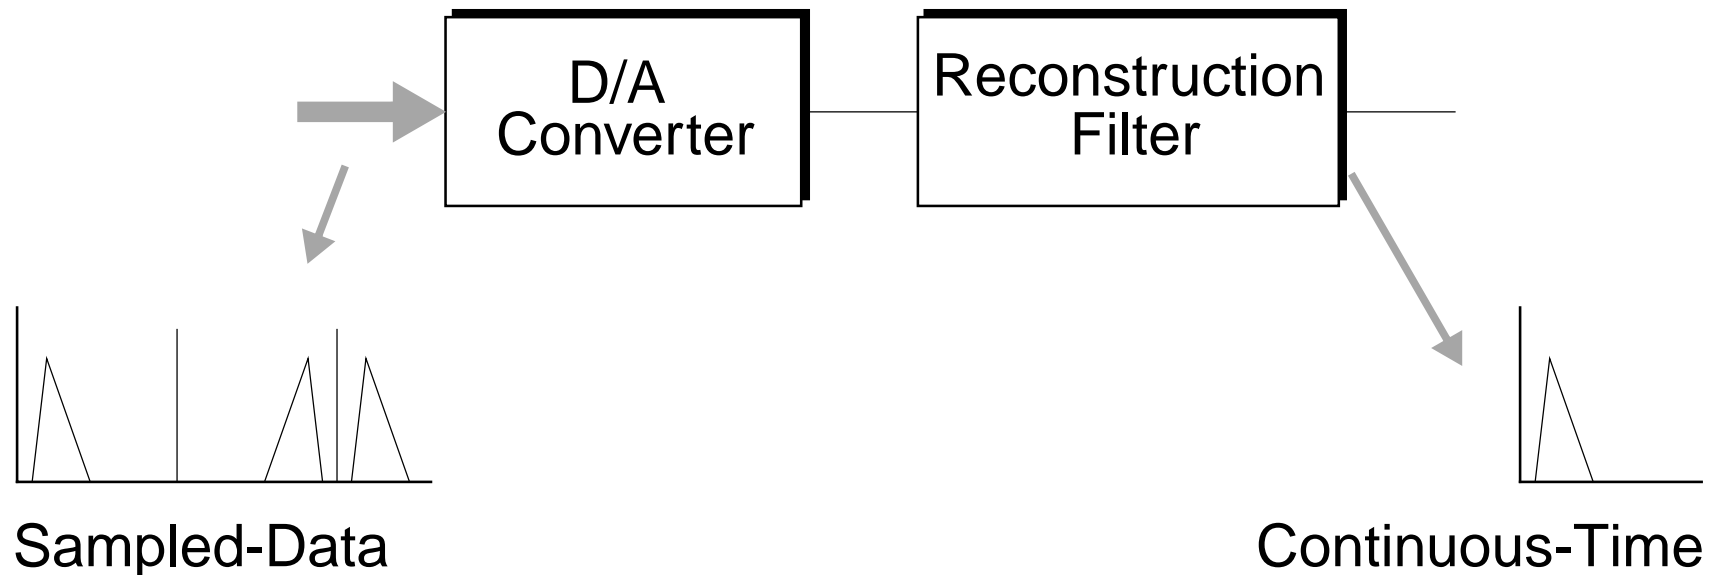 D/A
Converter
Reconstruction
Filter
Sampled-Data
Continuous-Time